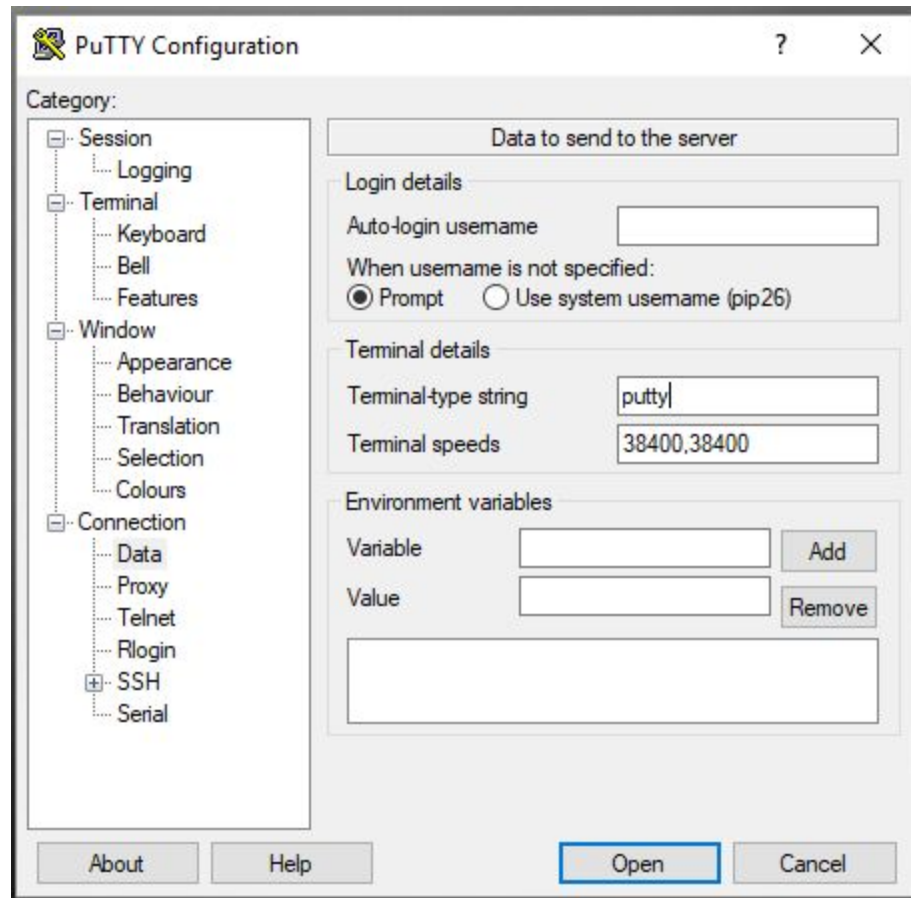 PuTTY Configuration
?
Category:
Session
Logging
Terminal
Keyboard
Bell
Features
Window
Appearance
Behaviour
Translation
Selection
Colours
Connection
Data
Proxy
Telnet
Rlogin
SSH
Serial
Data to send to the server
Login details
Auto-login username
When username is not specified:
Prompt Use system username (pip26)
Terminal details
Terminal-type string putty
Terminal speeds 38400,38400
Environment variables
Variable Add
Value
Remove
About Help Open Cancel